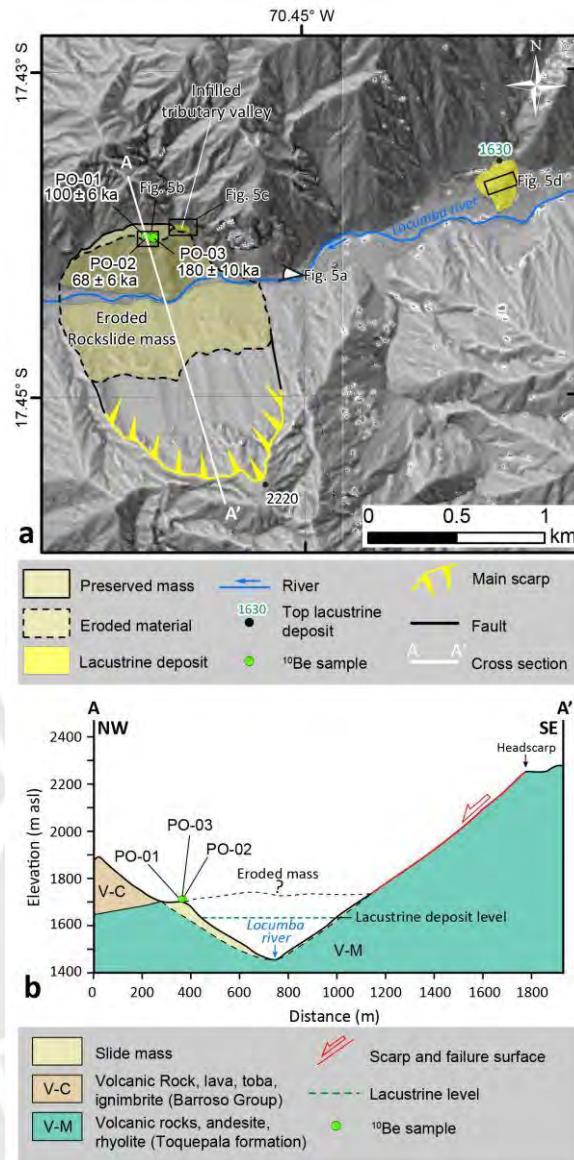 70.45° W
17.43° S
N
Infilled
tributary valley
A
PO-01
100 ± 6 ka
Fig. 5b
Fig. 5c
1630
Fig. 5d
Locumba river
PO-02
68 ± 6 ka
PO-03
180 ± 10 ka
Fig. 5a
Eroded
Rockslide mass
17.45° S
A'
2220
0 0.5 1
km
a
Preserved mass
River
Main scarp
Eroded material
1630
Top lacustrine
deposit
Fault
Lacustrine deposit
¹⁰Be sample
A A'
Cross section
A A'
NW SE
2400
2200
2000
1800
1600
1400
Elevation (m asl)
Headscarp
PO-03
PO-01
PO-02
Eroded mass
?
V-C
Locumba
river
Lacustrine deposit level
V-M
b
0 200 400 600 800 1000 1200 1400 1600 1800
Distance (m)
Slide mass
Scarp and failure surface
V-C
Volcanic Rock, lava, toba,
ignimbrite (Barroso Group)
Lacustrine level
V-M
Volcanic rocks, andesite,
rhyolite (Toquepala formation)
¹⁰Be sample